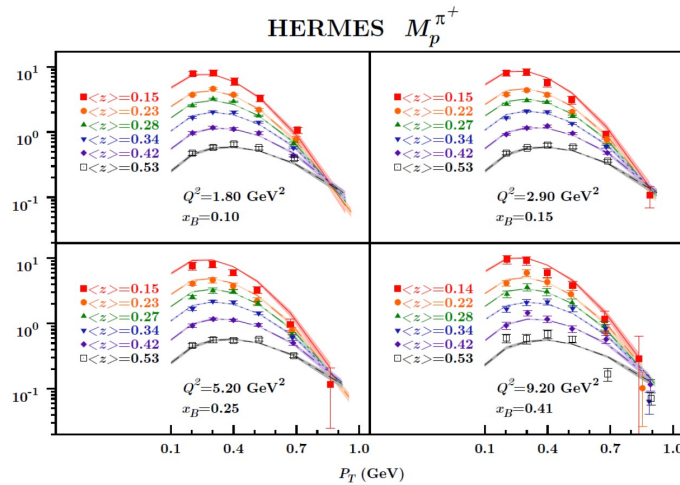 HERMES M_p^{π^+}
10^1
10^0
10^{-1}
<z>=0.15
<z>=0.23
<z>=0.28
<z>=0.34
<z>=0.42
<z>=0.53
Q^2=1.80 GeV^2
x_B=0.10
<z>=0.15
<z>=0.22
<z>=0.27
<z>=0.34
<z>=0.42
<z>=0.53
Q^2=2.90 GeV^2
x_B=0.15
10^1
10^0
10^{-1}
<z>=0.15
<z>=0.23
<z>=0.27
<z>=0.34
<z>=0.42
<z>=0.53
Q^2=5.20 GeV^2
x_B=0.25
<z>=0.14
<z>=0.22
<z>=0.28
<z>=0.34
<z>=0.42
<z>=0.53
Q^2=9.20 GeV^2
x_B=0.41
0.1 0.4 0.7 0.1 0.4 0.7 1.0
P_T (GeV)